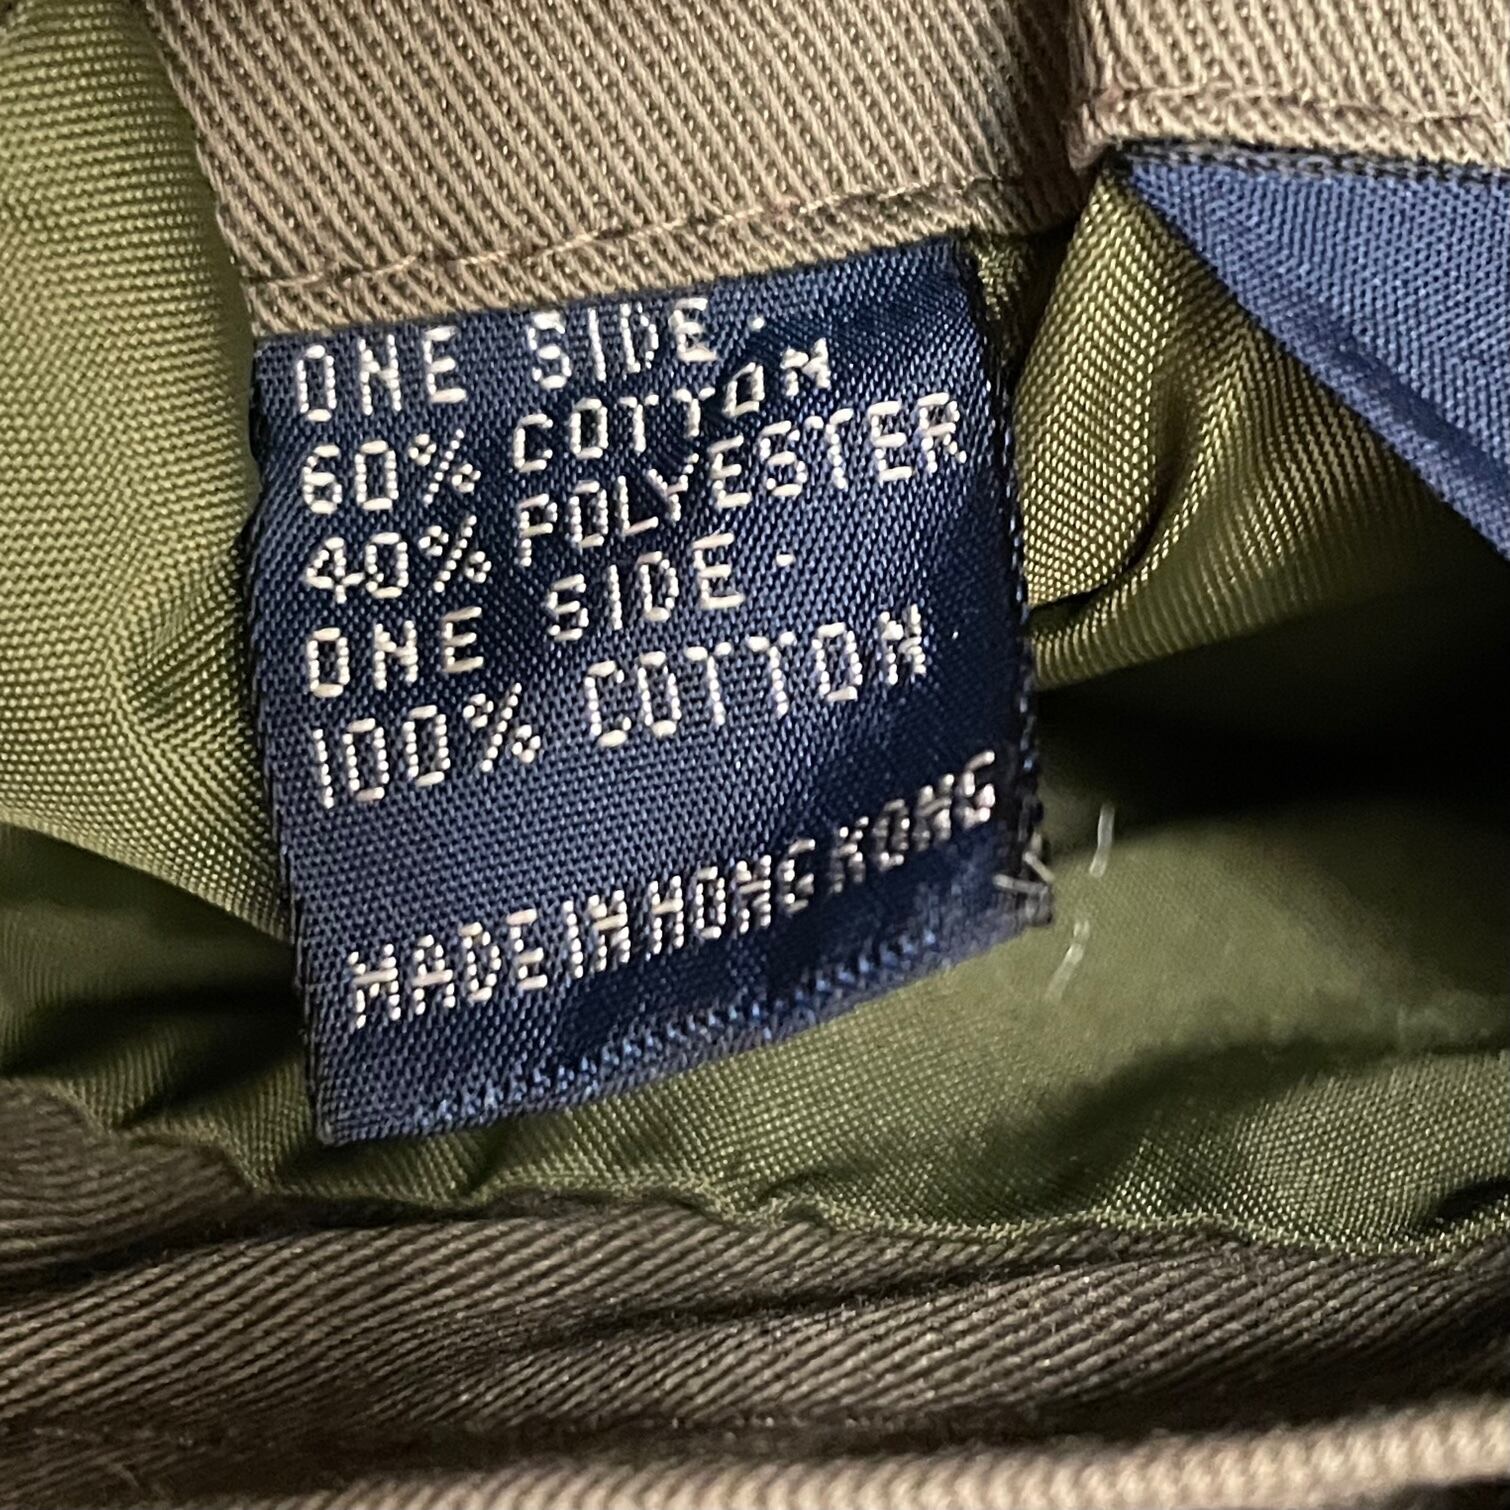 ONE SIDE·
60% COTTON
40% POLYESTER
ONE SIDE·
100% COTTON
MADE IN HONG KONG